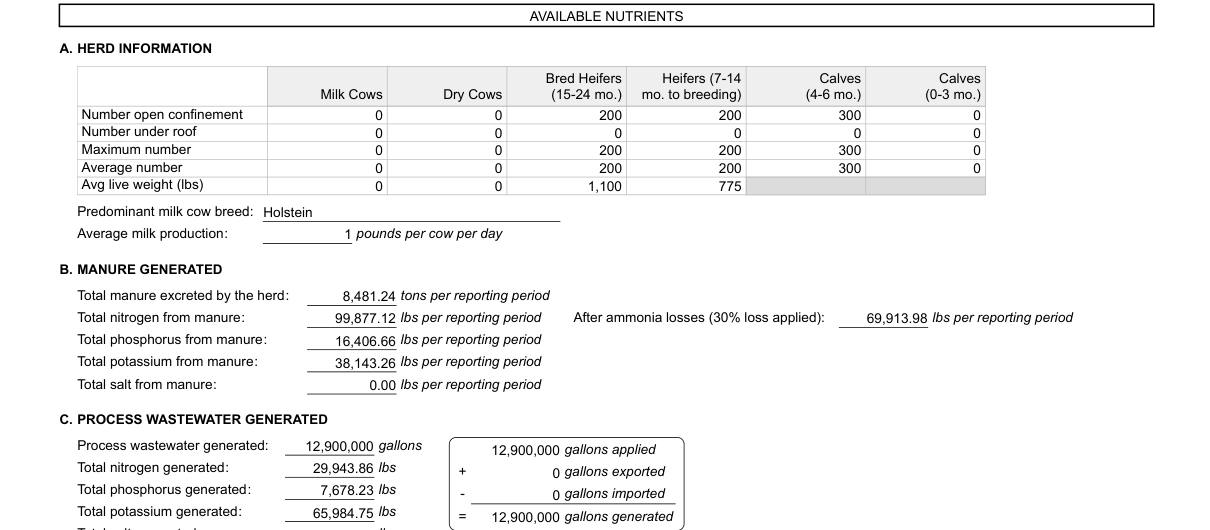 AVAILABLE NUTRIENTS
A. HERD INFORMATION
Milk Cows Dry Cows Bred Heifers (15-24 mo.) Heifers (7-14 mo. to breeding) Calves (4-6 mo.) Calves (0-3 mo.)
Number open confinement 0 0 200 200 300 0
Number under roof 0 0 0 0 0 0
Maximum number 0 0 200 200 300 0
Average number 0 0 200 200 300 0
Avg live weight (lbs) 0 0 1,100 775
Predominant milk cow breed: Holstein
Average milk production: 1 pounds per cow per day
B. MANURE GENERATED
Total manure excreted by the herd: 8,481.24 tons per reporting period
Total nitrogen from manure: 99,877.12 lbs per reporting period After ammonia losses (30% loss applied): 69,913.98 lbs per reporting period
Total phosphorus from manure: 16,406.66 lbs per reporting period
Total potassium from manure: 38,143.26 lbs per reporting period
Total salt from manure: 0.00 lbs per reporting period
C. PROCESS WASTEWATER GENERATED
Process wastewater generated: 12,900,000 gallons 12,900,000 gallons applied
Total nitrogen generated: 29,943.86 lbs + 0 gallons exported
Total phosphorus generated: 7,678.23 lbs - 0 gallons imported
Total potassium generated: 65,984.75 lbs = 12,900,000 gallons generated